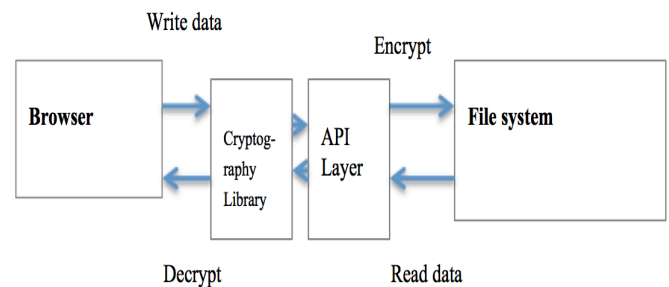 Write data
Encrypt
Browser
Cryptog-
raphy
Library
API
Layer
File system
Decrypt
Read data